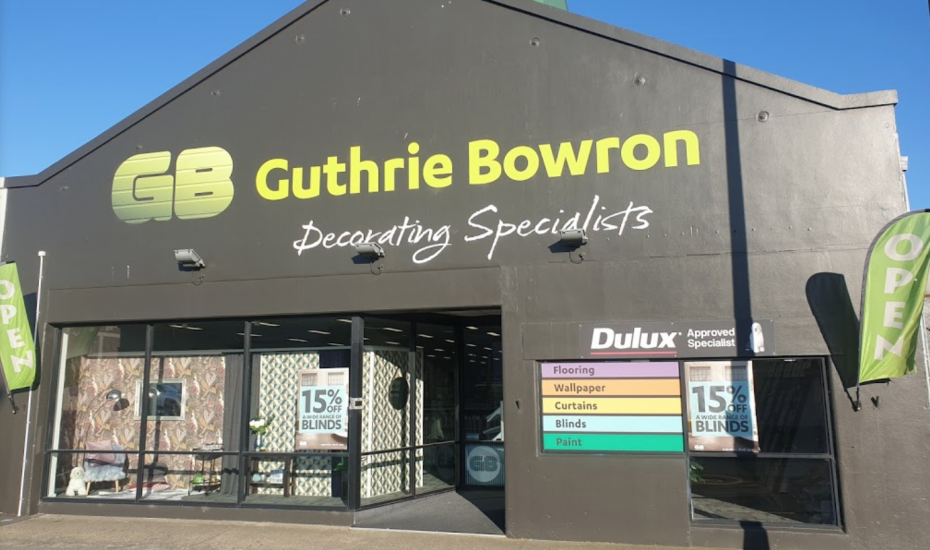 GB Guthrie Bowron
Decorating Specialists
OPEN
OPEN
Dulux Approved
Specialist
Flooring
Wallpaper
Curtains
Blinds
Paint
15%
OFF
A WIDE RANGE OF
BLINDS
15%
OFF
A WIDE RANGE OF
BLINDS
GB